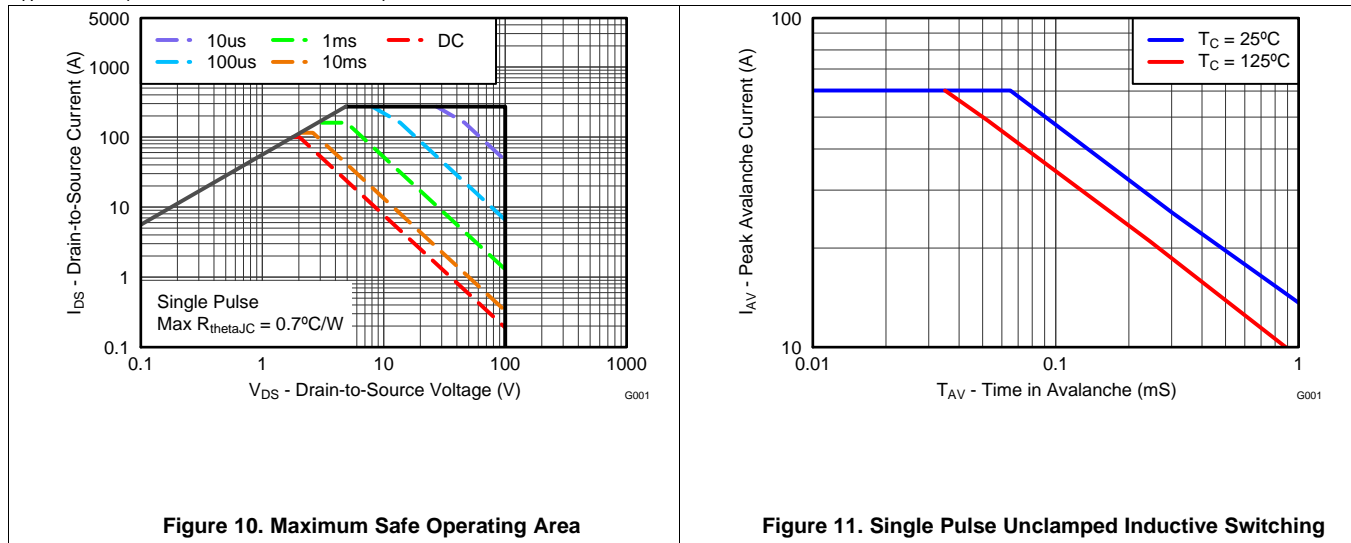 5000
1000
100
10
1
0.1
0.1 1 10 100 1000
10us 1ms DC
100us 10ms
Single Pulse
Max RthetaJC = 0.7ºC/W
IDS - Drain-to-Source Current (A)
VDS - Drain-to-Source Voltage (V)
G001
Figure 10. Maximum Safe Operating Area
100
10
0.01 0.1 1
TC = 25ºC
TC = 125ºC
IAV - Peak Avalanche Current (A)
TAV - Time in Avalanche (mS)
G001
Figure 11. Single Pulse Unclamped Inductive Switching